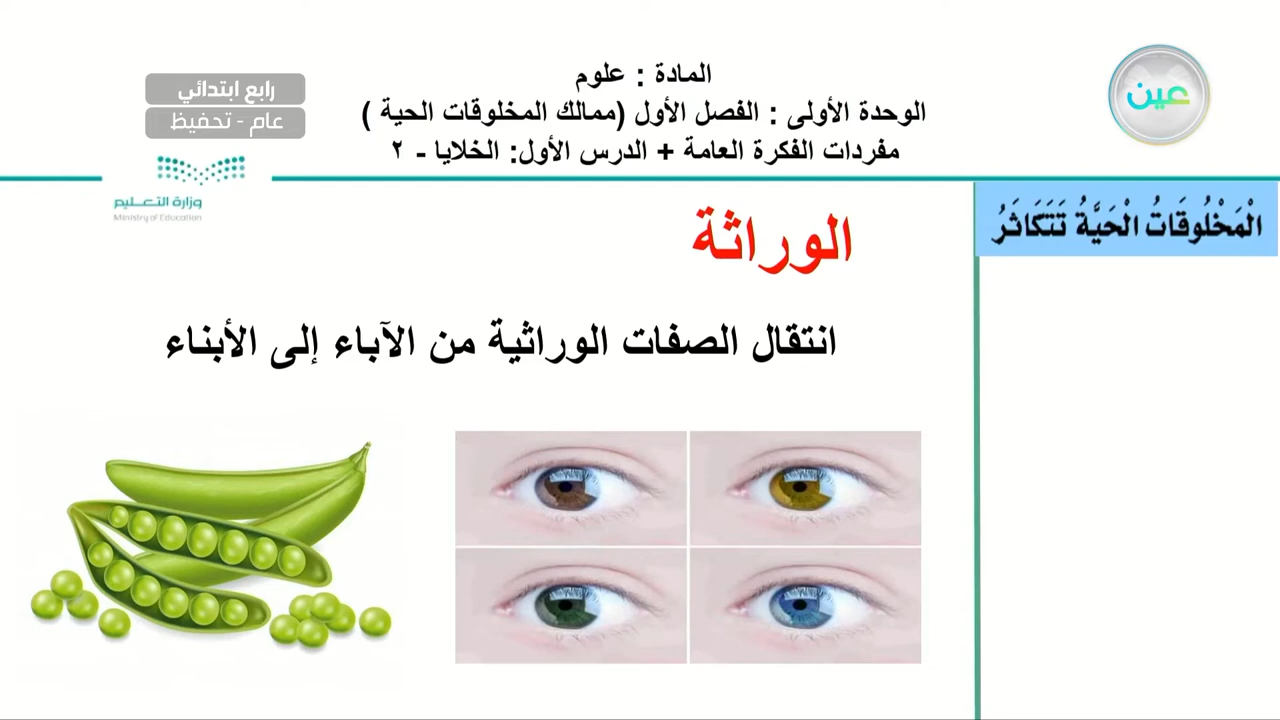 المادة : علوم
الوحدة الأولى : الفصل الأول (ممالك المخلوقات الحية )
مفردات الفكرة العامة + الدرس الأول: الخلايا - ٢
عين
رابع ابتدائي
عام - تحفيظ
وزارة التعـــليم
Ministry of Education
الْمَخْلُوقَاتُ الْحَيَّةُ تَتَكَاثَرُ
الوراثة
انتقال الصفات الوراثية من الآباء إلى الأبناء